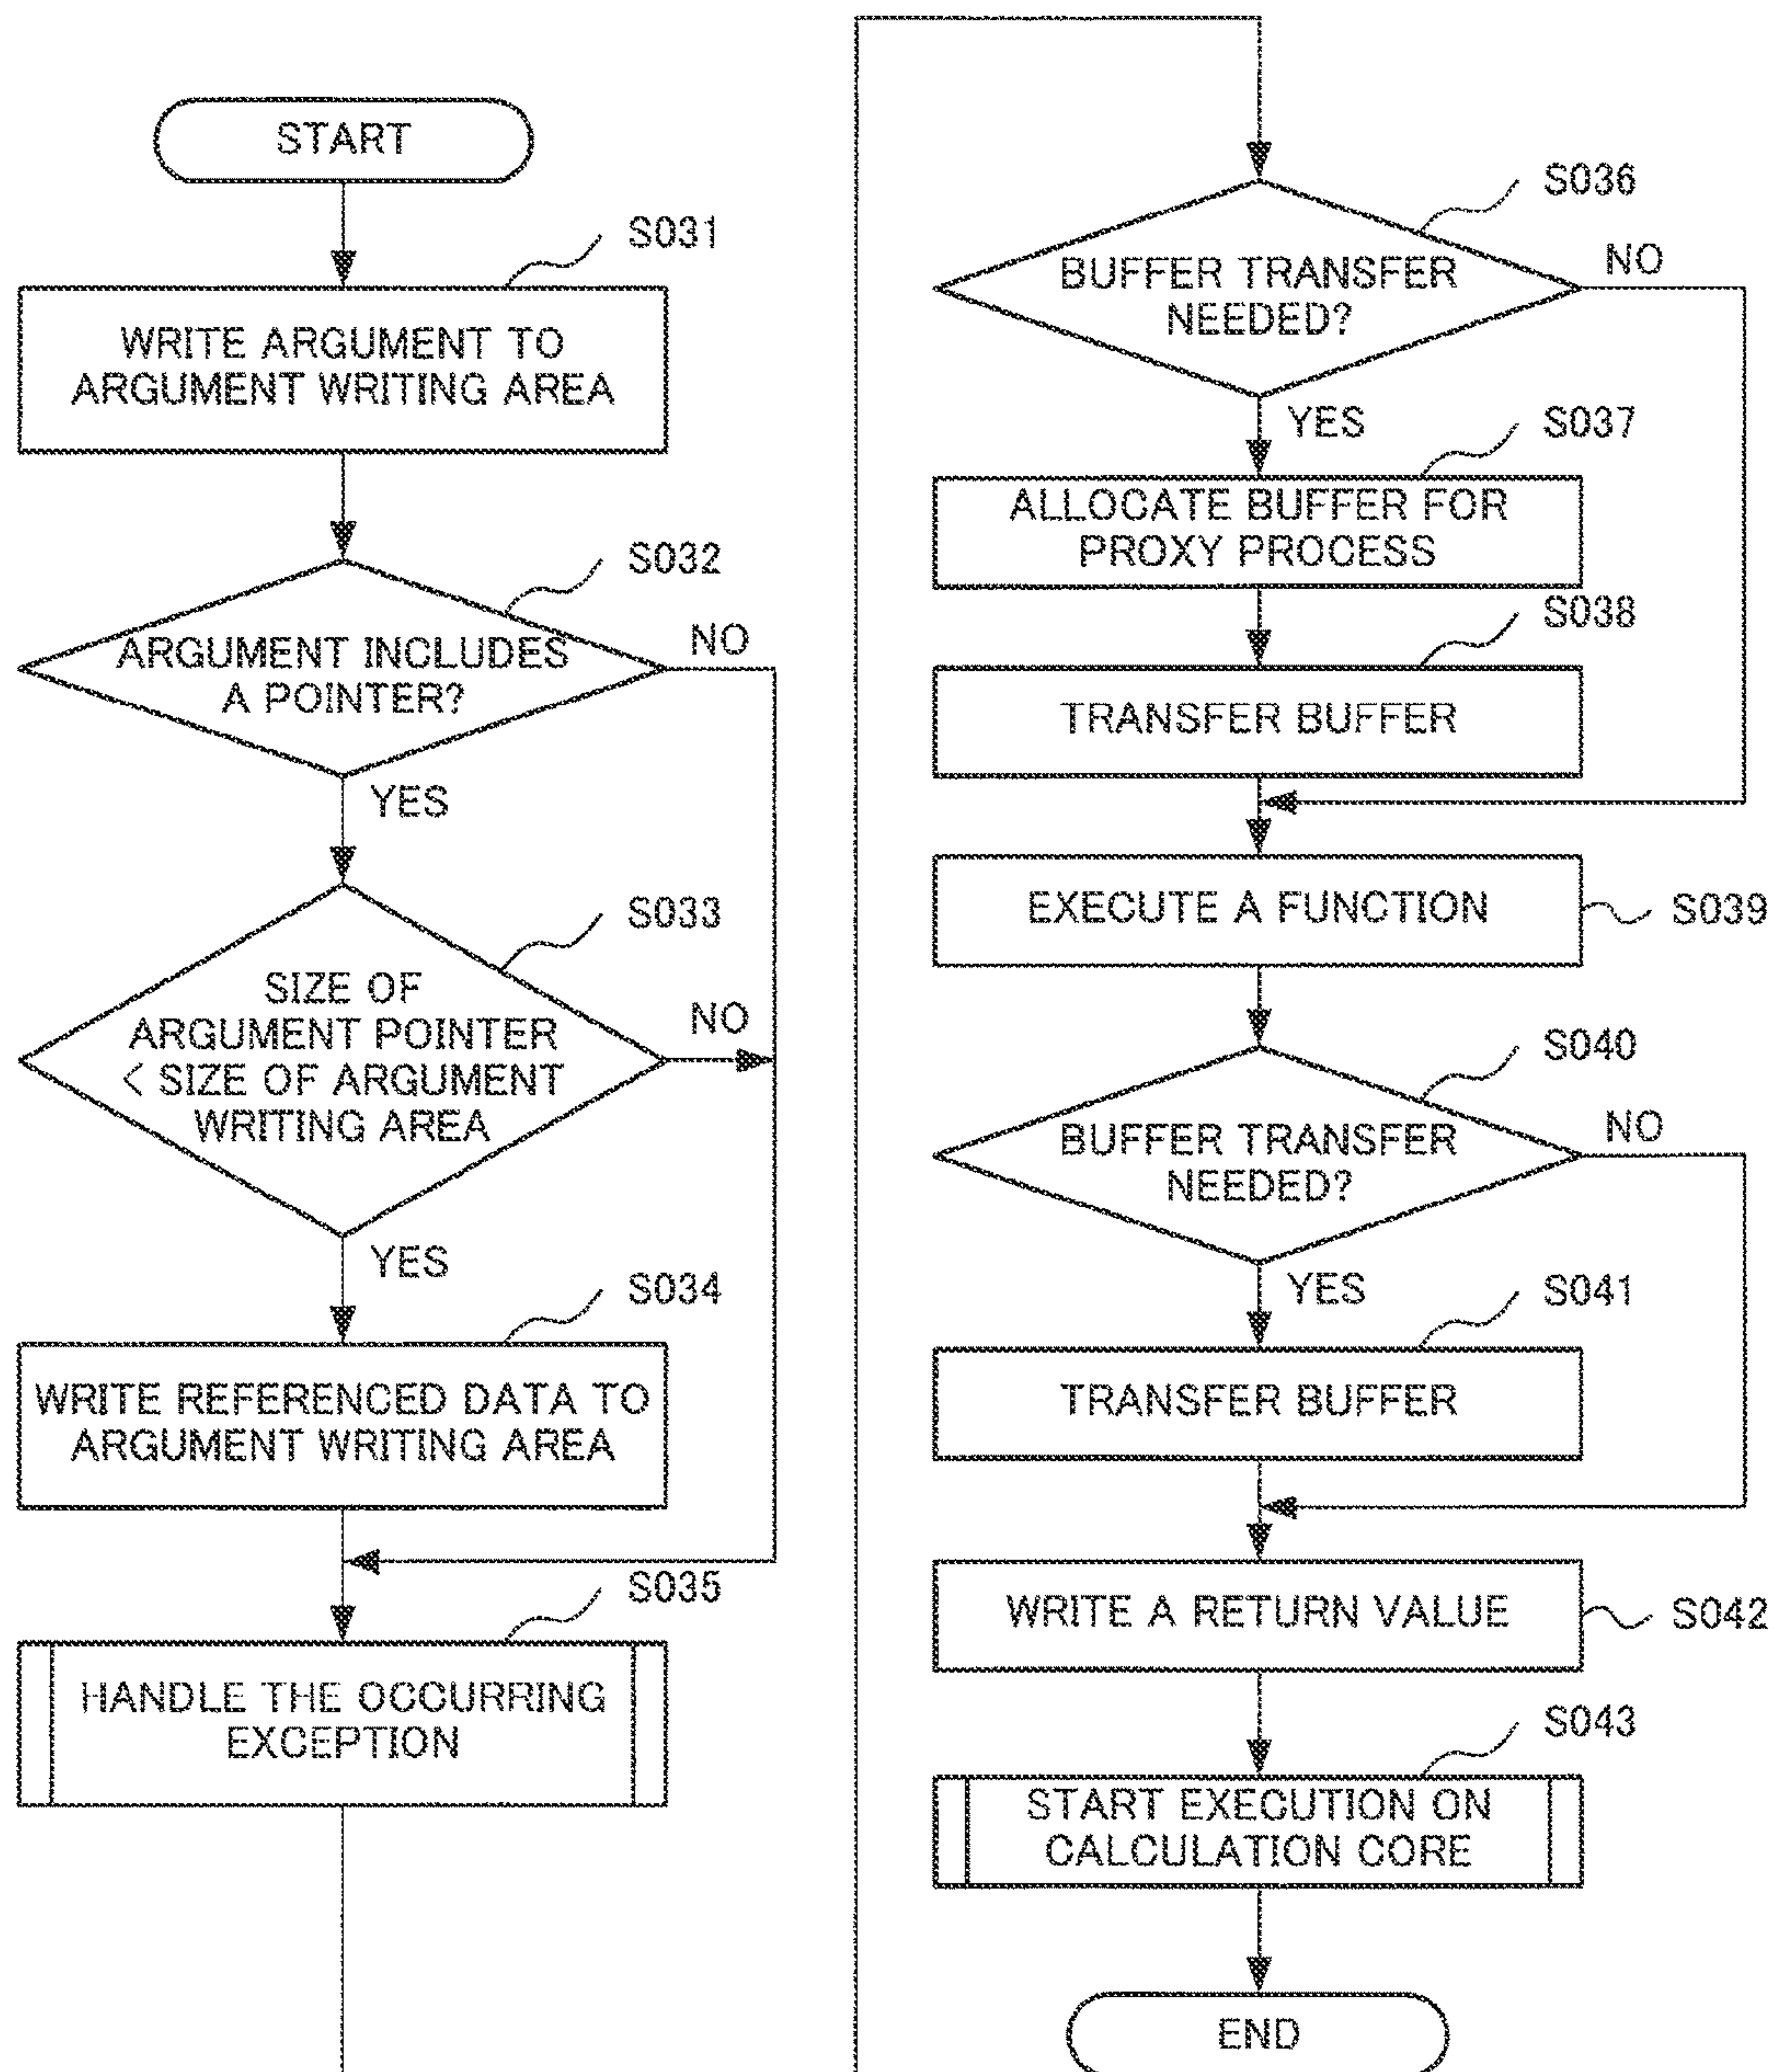 START
S031
WRITE ARGUMENT TO
ARGUMENT WRITING AREA
S032
ARGUMENT INCLUDES
A POINTER?
NO
YES
S033
SIZE OF
ARGUMENT POINTER
< SIZE OF ARGUMENT
WRITING AREA
NO
YES
S034
WRITE REFERENCED DATA TO
ARGUMENT WRITING AREA
S035
HANDLE THE OCCURRING
EXCEPTION
S036
BUFFER TRANSFER
NEEDED?
NO
YES
S037
ALLOCATE BUFFER FOR
PROXY PROCESS
S038
TRANSFER BUFFER
EXECUTE A FUNCTION
S039
S040
BUFFER TRANSFER
NEEDED?
NO
YES
S041
TRANSFER BUFFER
WRITE A RETURN VALUE
S042
S043
START EXECUTION ON
CALCULATION CORE
END